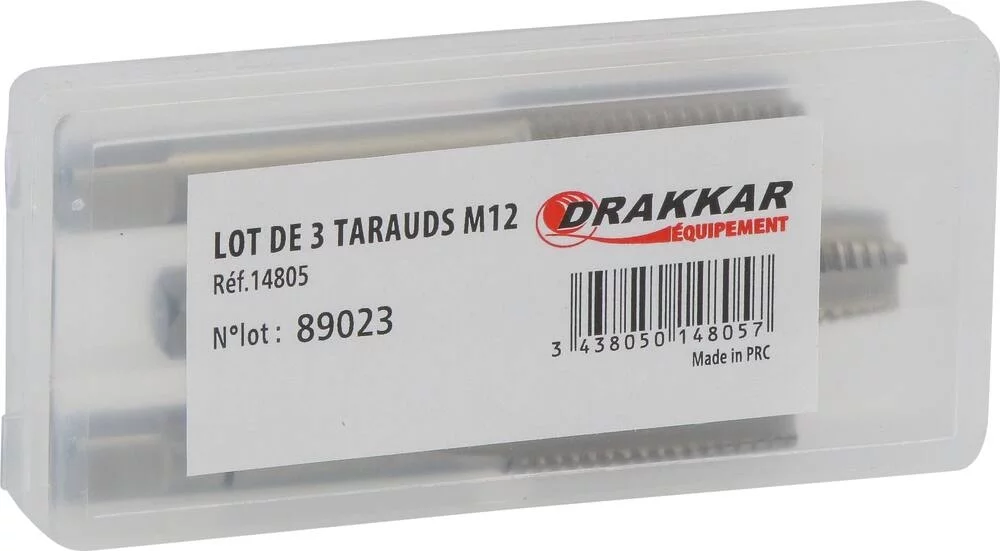 LOT DE 3 TARAUDS M12
Réf.14805
N°lot : 89023
DRAKKAR
ÉQUIPEMENT
3 438050 148057
Made in PRC